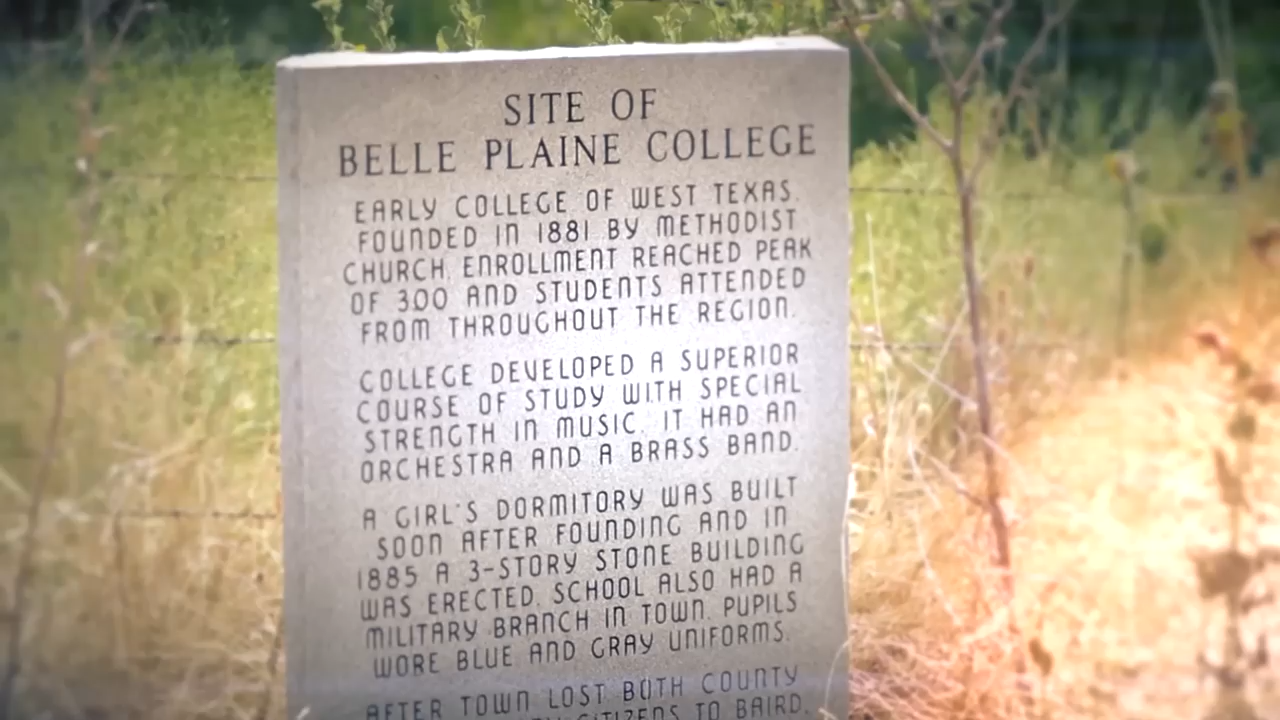 SITE OF
BELLE PLAINE COLLEGE
EARLY COLLEGE OF WEST TEXAS.
FOUNDED IN 1881 BY METHODIST
CHURCH. ENROLLMENT REACHED PEAK
OF 300 AND STUDENTS ATTENDED
FROM THROUGHOUT THE REGION.
COLLEGE DEVELOPED A SUPERIOR
COURSE OF STUDY WITH SPECIAL
STRENGTH IN MUSIC. IT HAD AN
ORCHESTRA AND A BRASS BAND.
A GIRL'S DORMITORY WAS BUILT
SOON AFTER FOUNDING AND IN
1885 A 3-STORY STONE BUILDING
WAS ERECTED. SCHOOL ALSO HAD A
MILITARY BRANCH IN TOWN. PUPILS
WORE BLUE AND GRAY UNIFORMS.
AFTER TOWN LOST BOTH COUNTY
CITIZENS TO BAIRD,